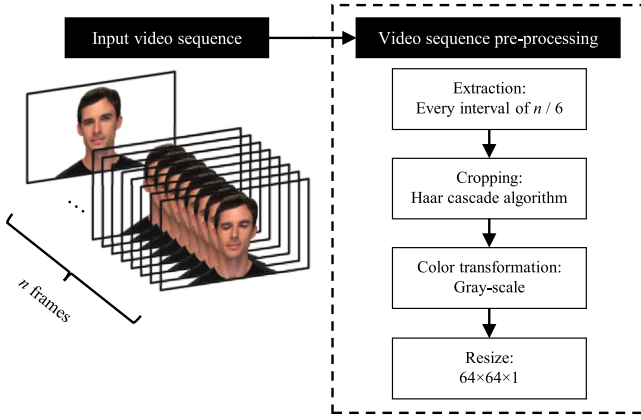 Input video sequence
Video sequence pre-processing
Extraction:
Every interval of n / 6
Cropping:
Haar cascade algorithm
Color transformation:
Gray-scale
Resize:
64×64×1
...
n frames